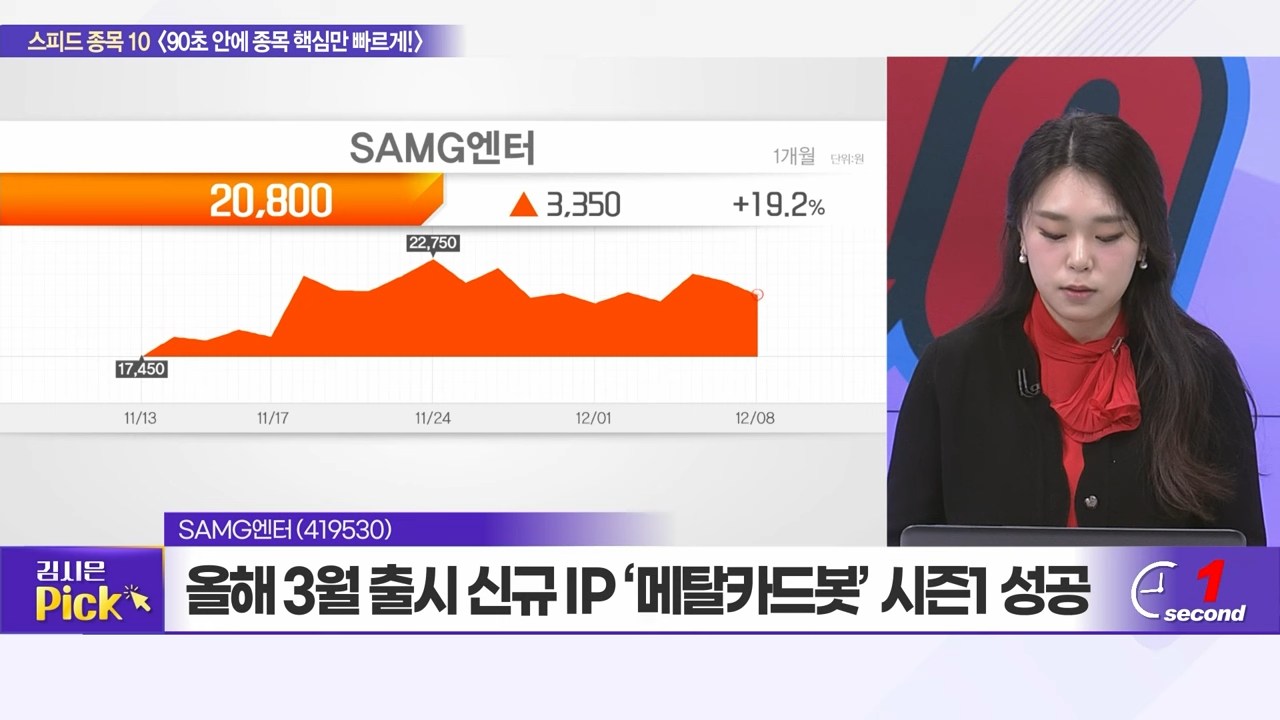 스피드 종목 10 〈90초 안에 종목 핵심만 빠르게!〉
SAMG엔터
1개월 단위:원
20,800 ▲ 3,350 +19.2%
22,750
17,450
11/13 11/17 11/24 12/01 12/08
SAMG엔터 (419530)
김시은
Pick
올해 3월 출시 신규 IP ‘메탈카드봇’ 시즌1 성공
1
second